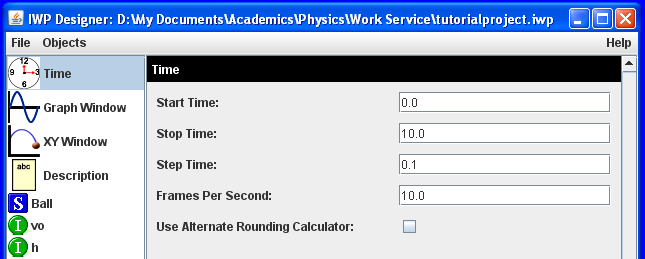 IWP Designer: D:\My Documents\Academics\Physics\Work Service\tutorialproject.iwp
File Objects Help
12
9 3
6
Time
Graph Window
XY Window
abc
Description
S Ball
I vo
I h
Time
Start Time: 0.0
Stop Time: 10.0
Step Time: 0.1
Frames Per Second: 10.0
Use Alternate Rounding Calculator: